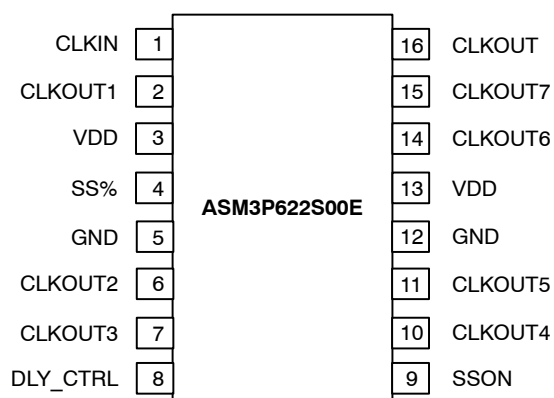 CLKIN 1 16 CLKOUT
CLKOUT1 2 15 CLKOUT7
VDD 3 14 CLKOUT6
SS% 4 13 VDD
ASM3P622S00E
GND 5 12 GND
CLKOUT2 6 11 CLKOUT5
CLKOUT3 7 10 CLKOUT4
DLY_CTRL 8 9 SSON